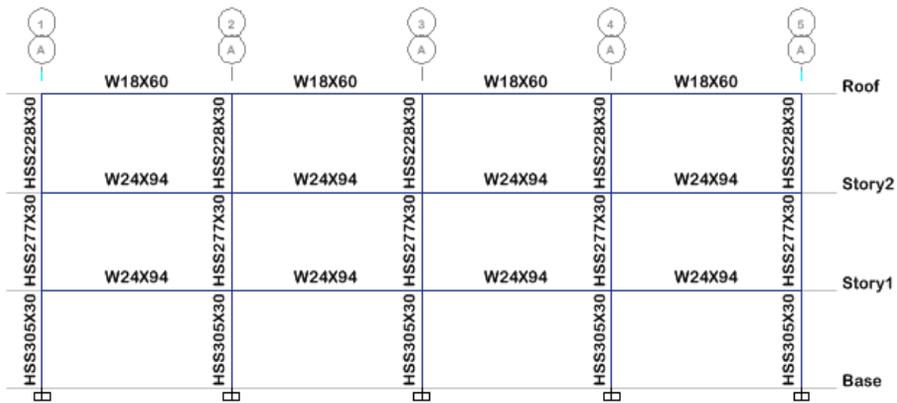 1 2 3 4 5
A A A A A
W18X60 W18X60 W18X60 W18X60 Roof
HSS228X30 HSS228X30 HSS228X30 HSS228X30 HSS228X30
W24X94 W24X94 W24X94 W24X94 Story2
HSS277X30 HSS277X30 HSS277X30 HSS277X30 HSS277X30
W24X94 W24X94 W24X94 W24X94 Story1
HSS305X30 HSS305X30 HSS305X30 HSS305X30 HSS305X30
Base